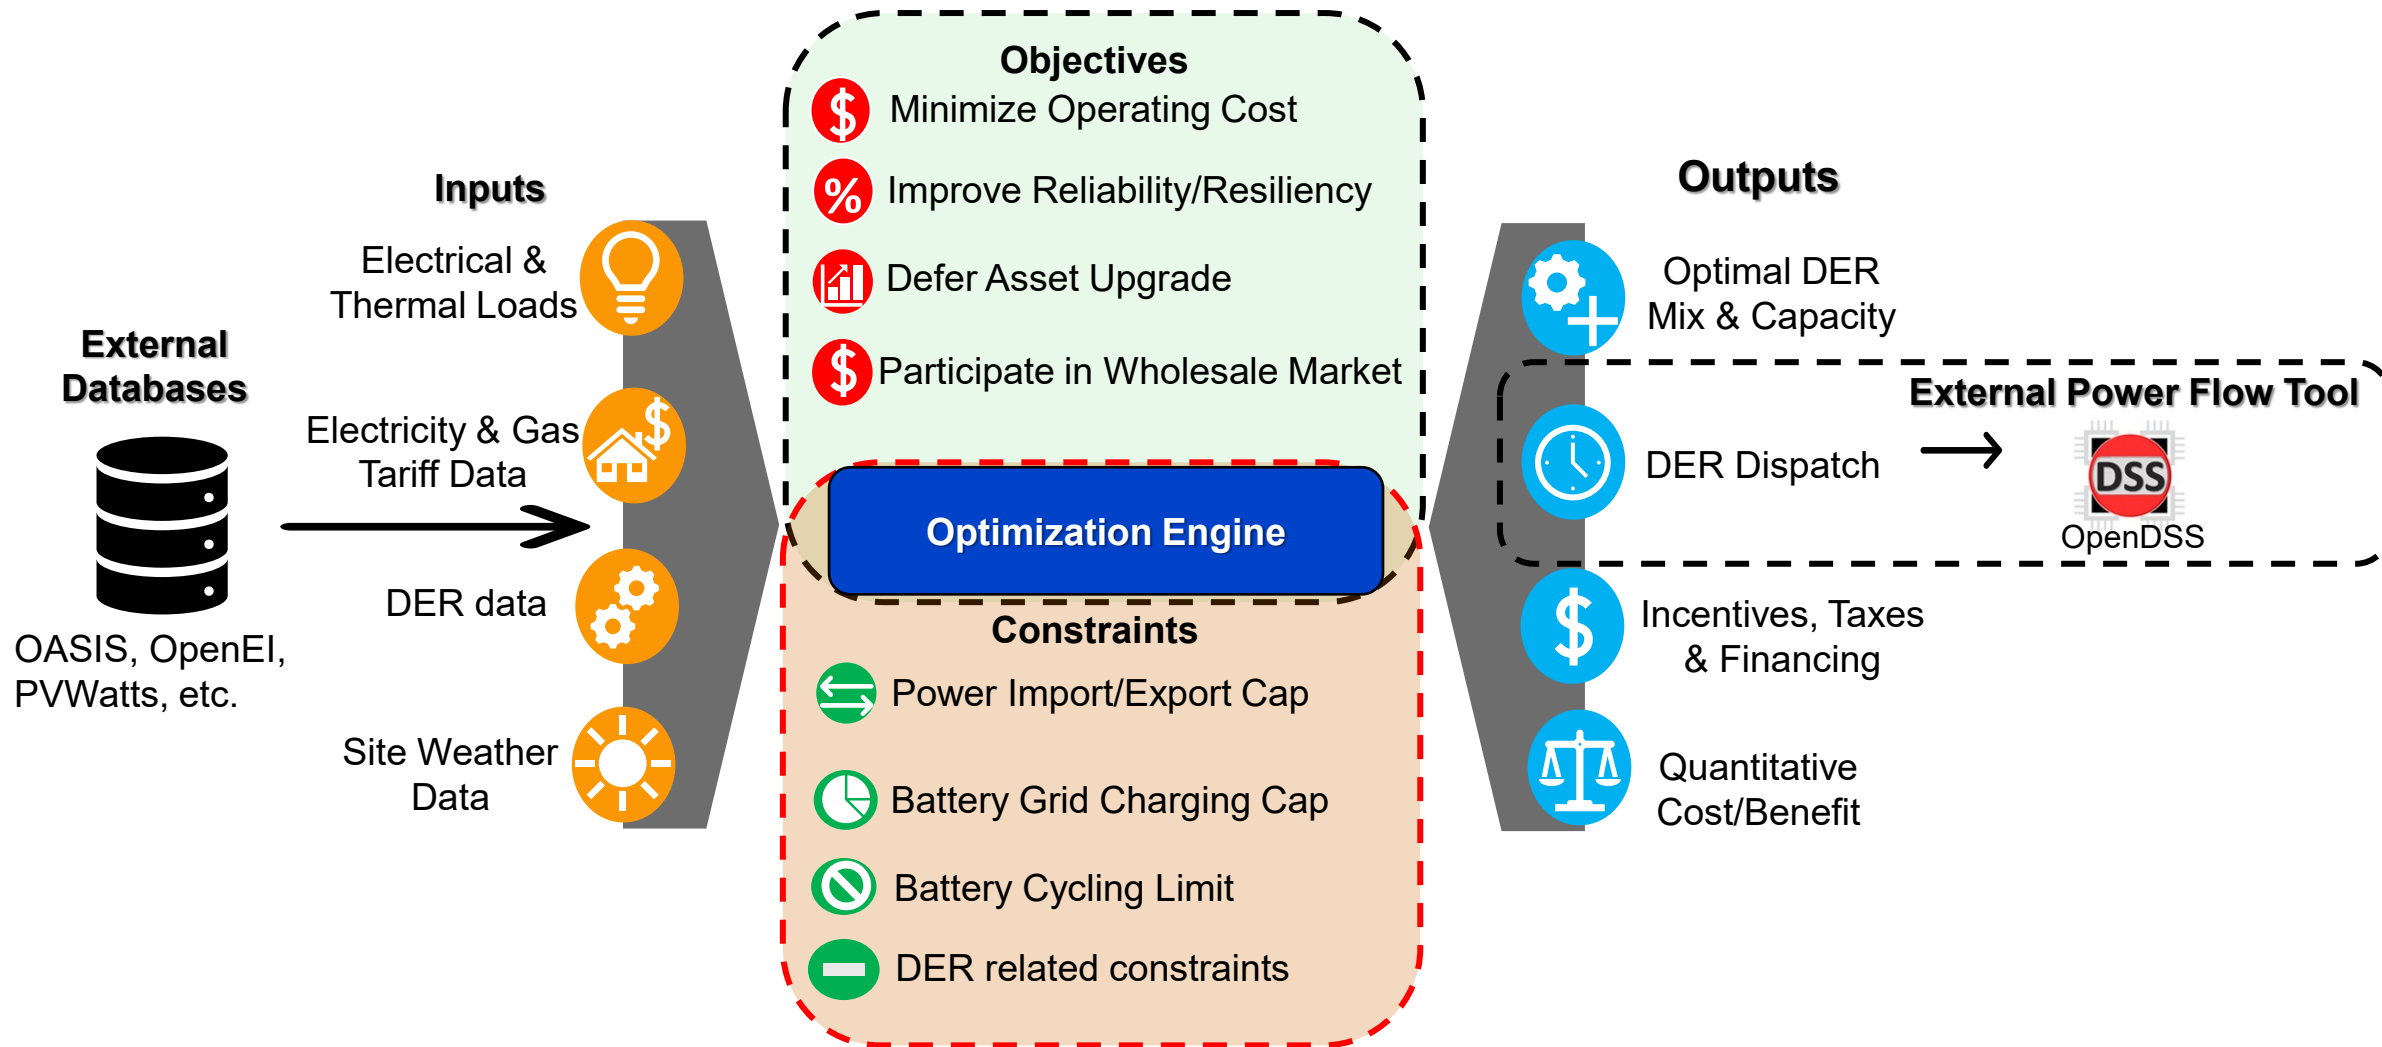 External
Databases
OASIS, OpenEI,
PVWatts, etc.
Inputs
Electrical &
Thermal Loads
Electricity & Gas
Tariff Data
DER data
Site Weather
Data
Objectives
$ Minimize Operating Cost
% Improve Reliability/Resiliency
Defer Asset Upgrade
$ Participate in Wholesale Market
Optimization Engine
Constraints
Power Import/Export Cap
Battery Grid Charging Cap
Battery Cycling Limit
DER related constraints
Outputs
Optimal DER
Mix & Capacity
DER Dispatch
External Power Flow Tool
DSS
OpenDSS
$ Incentives, Taxes
& Financing
Quantitative
Cost/Benefit